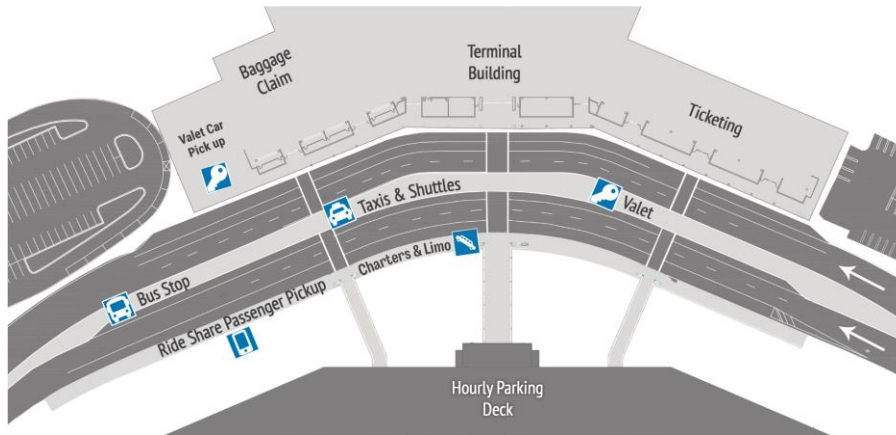 Terminal
Building
Baggage
Claim
Ticketing
Valet Car
Pick up
Taxis & Shuttles
Valet
Charters & Limo
Bus Stop
Ride Share Passenger Pickup
Hourly Parking
Deck